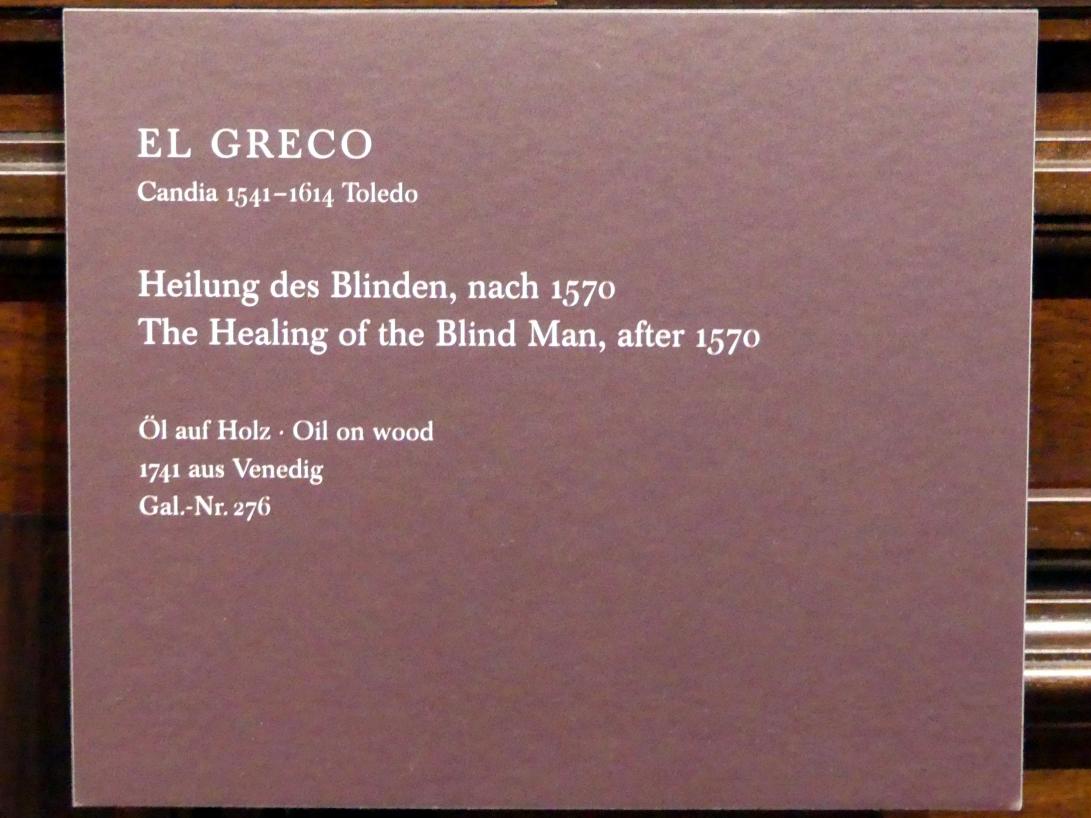 EL GRECO
Candia 1541–1614 Toledo
Heilung des Blinden, nach 1570
The Healing of the Blind Man, after 1570
Öl auf Holz · Oil on wood
1741 aus Venedig
Gal.-Nr. 276